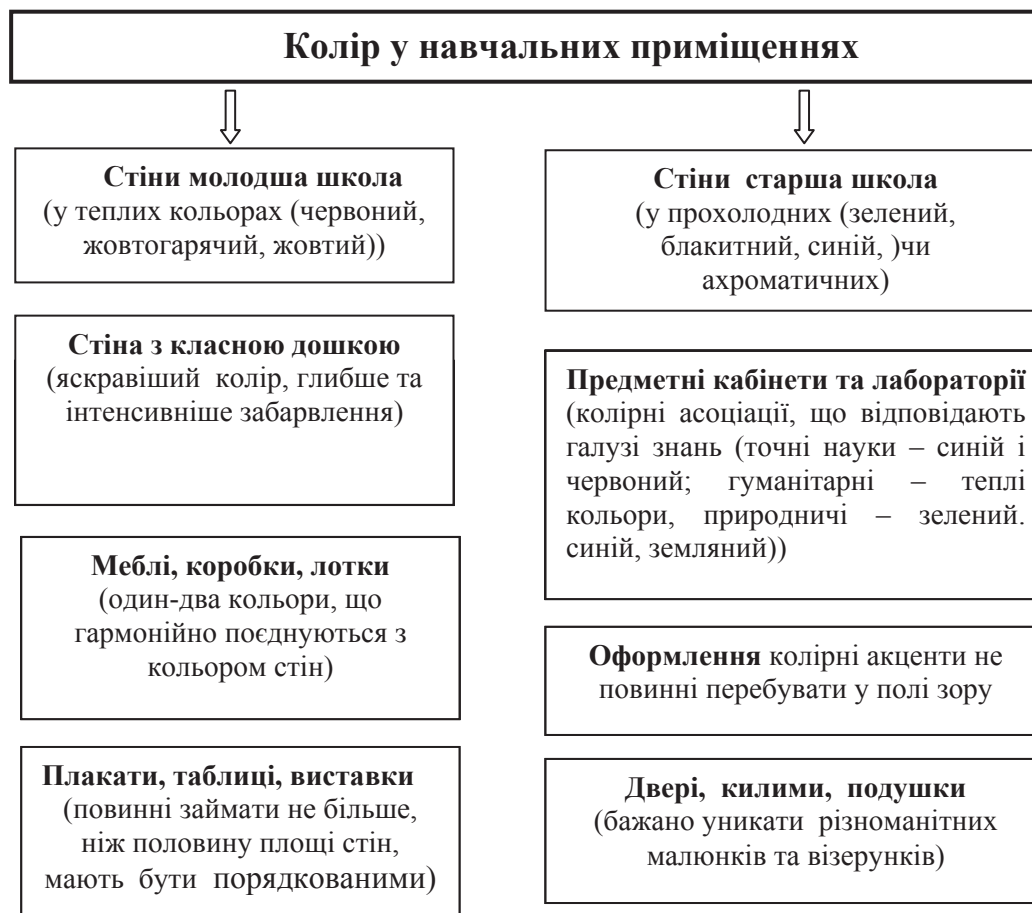 Колір у навчальних приміщеннях
Стіни молодша школа
(у теплих кольорах (червоний,
жовтогарячий, жовтий))
Стіна з класною дошкою
(яскравіший колір, глибше та
інтенсивніше забарвлення)
Меблі, коробки, лотки
(один-два кольори, що
гармонійно поєднуються з
кольором стін)
Плакати, таблиці, виставки
(повинні займати не більше,
ніж половину площі стін,
мають бути порядкованими)
Стіни старша школа
(у прохолодних (зелений,
блакитний, синій, )чи
ахроматичних)
Предметні кабінети та лабораторії
(колірні асоціації, що відповідають
галузі знань (точні науки – синій і
червоний; гуманітарні – теплі
кольори, природничі – зелений.
синій, земляний))
Оформлення колірні акценти не
повинні перебувати у полі зору
Двері, килими, подушки
(бажано уникати різноманітних
малюнків та візерунків)